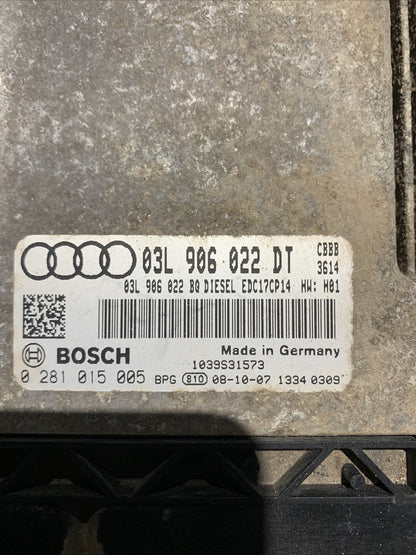 03L 906 022 DT CBBB
3614
03L 906 022 BQ DIESEL EDC17CP14 HW: H01
BOSCH Made in Germany
1039S31573
0 281 015 005 BPG 810 08-10-07 1334 0309